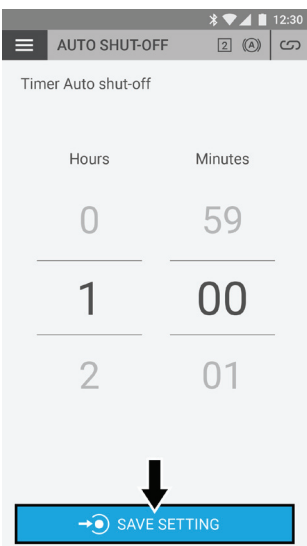 12:30
AUTO SHUT-OFF 2 (A)
Timer Auto shut-off
Hours Minutes
0 59
1 00
2 01
SAVE SETTING